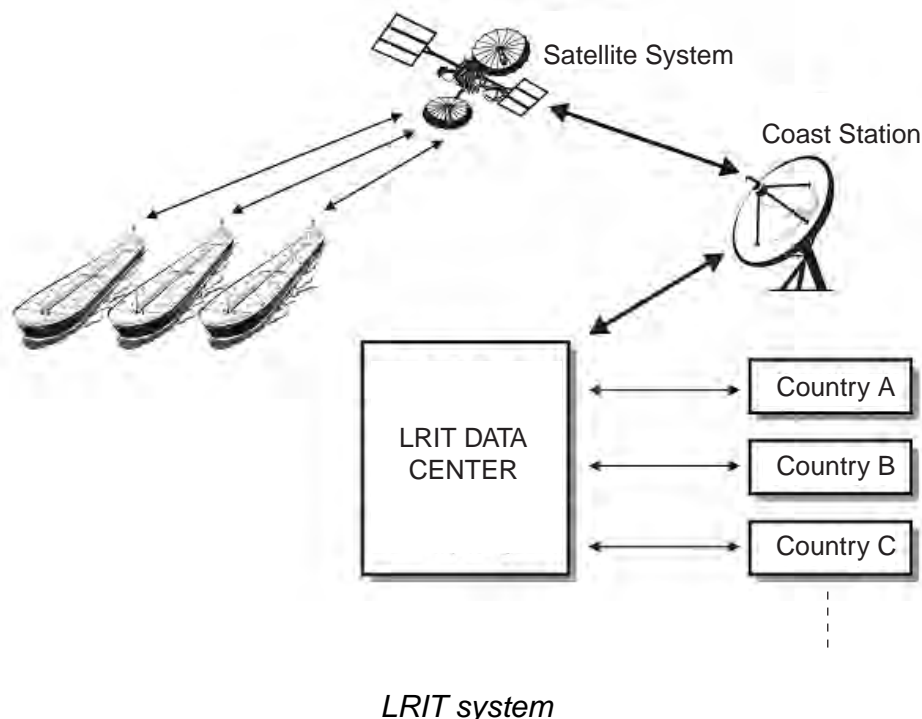 Satellite System
Coast Station
LRIT DATA
CENTER
Country A
Country B
Country C
LRIT system